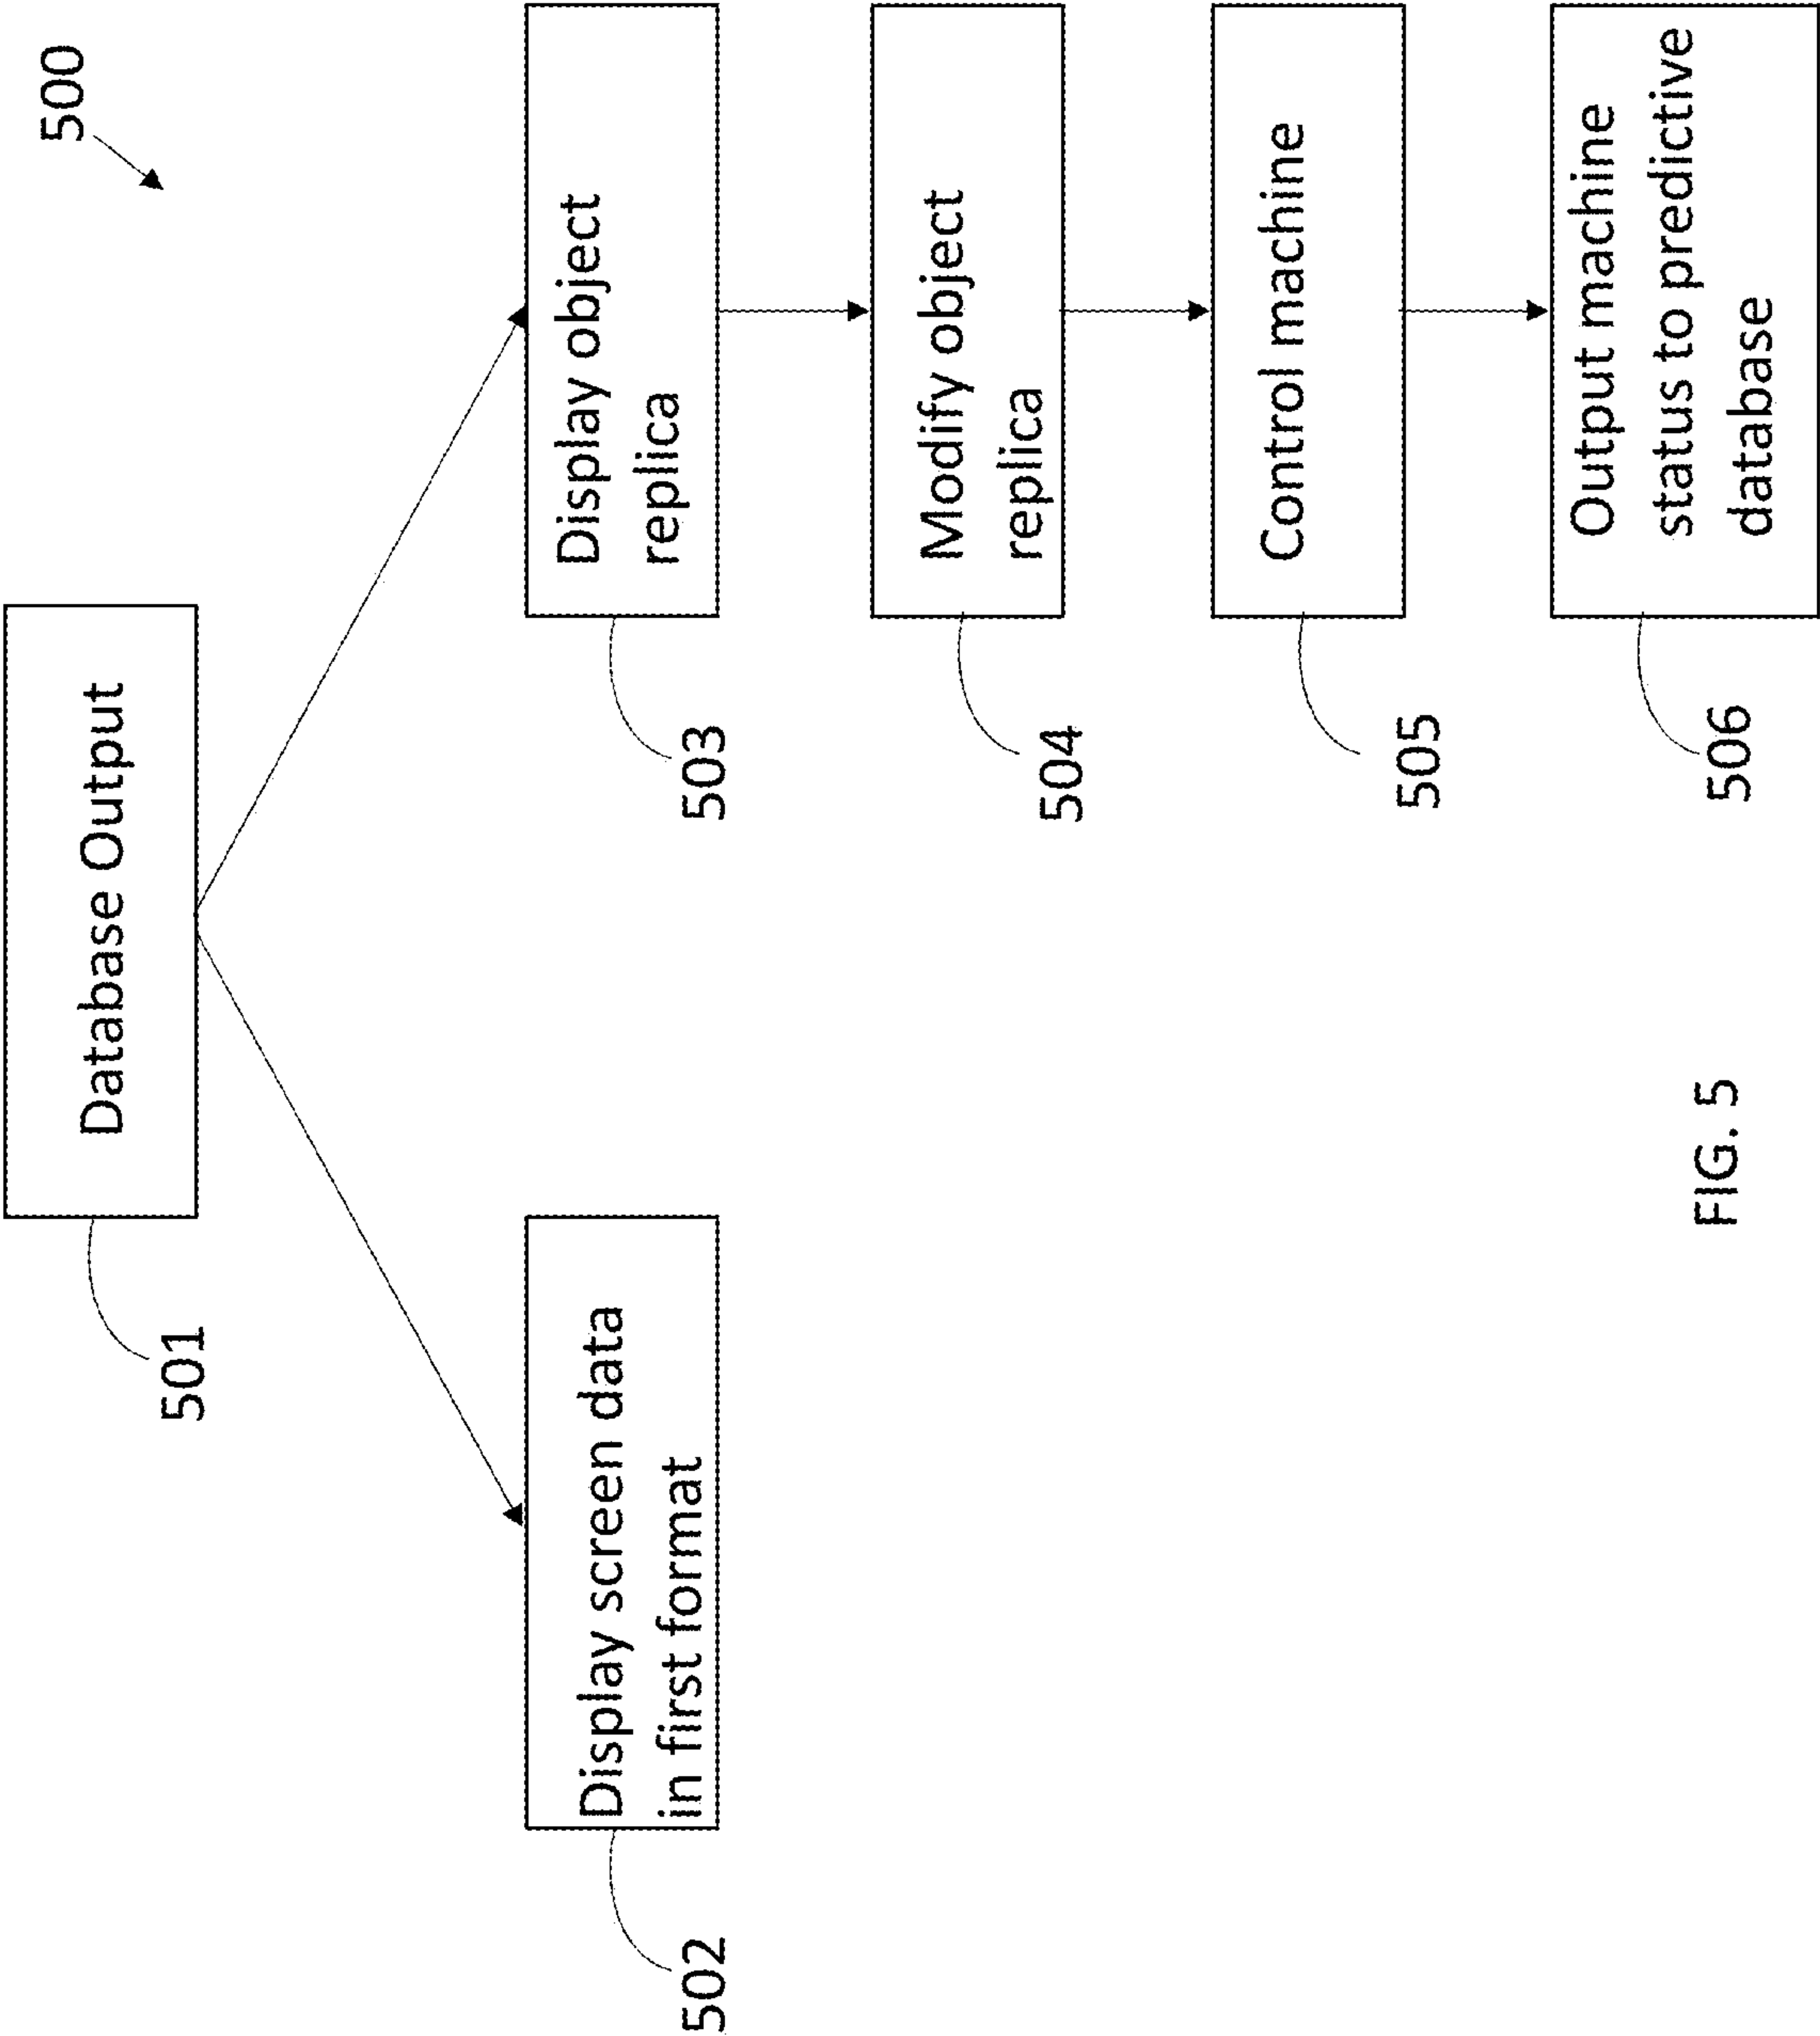 500
Database Output
501
Display screen data
in first format
502
Display object
replica
503
Modify object
replica
504
Control machine
505
Output machine
status to predictive
database
506
FIG. 5